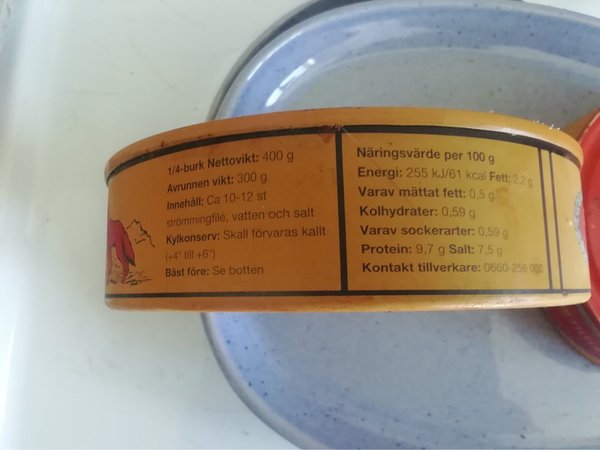 1/4-burk Nettovikt: 400 g
Avrunnen vikt: 300 g
Innehåll: Ca 10-12 st
strömmingfilé, vatten och salt
Kylkonserv: Skall förvaras kallt
(+4° till +6°)
Bäst före: Se botten
Näringsvärde per 100 g
Energi: 255 kJ/61 kcal Fett: 2,2 g
Varav mättat fett: 0,5 g
Kolhydrater: 0,59 g
Varav sockerarter: 0,59 g
Protein: 9,7 g Salt: 7,5 g
Kontakt tillverkare: 0660-256 000